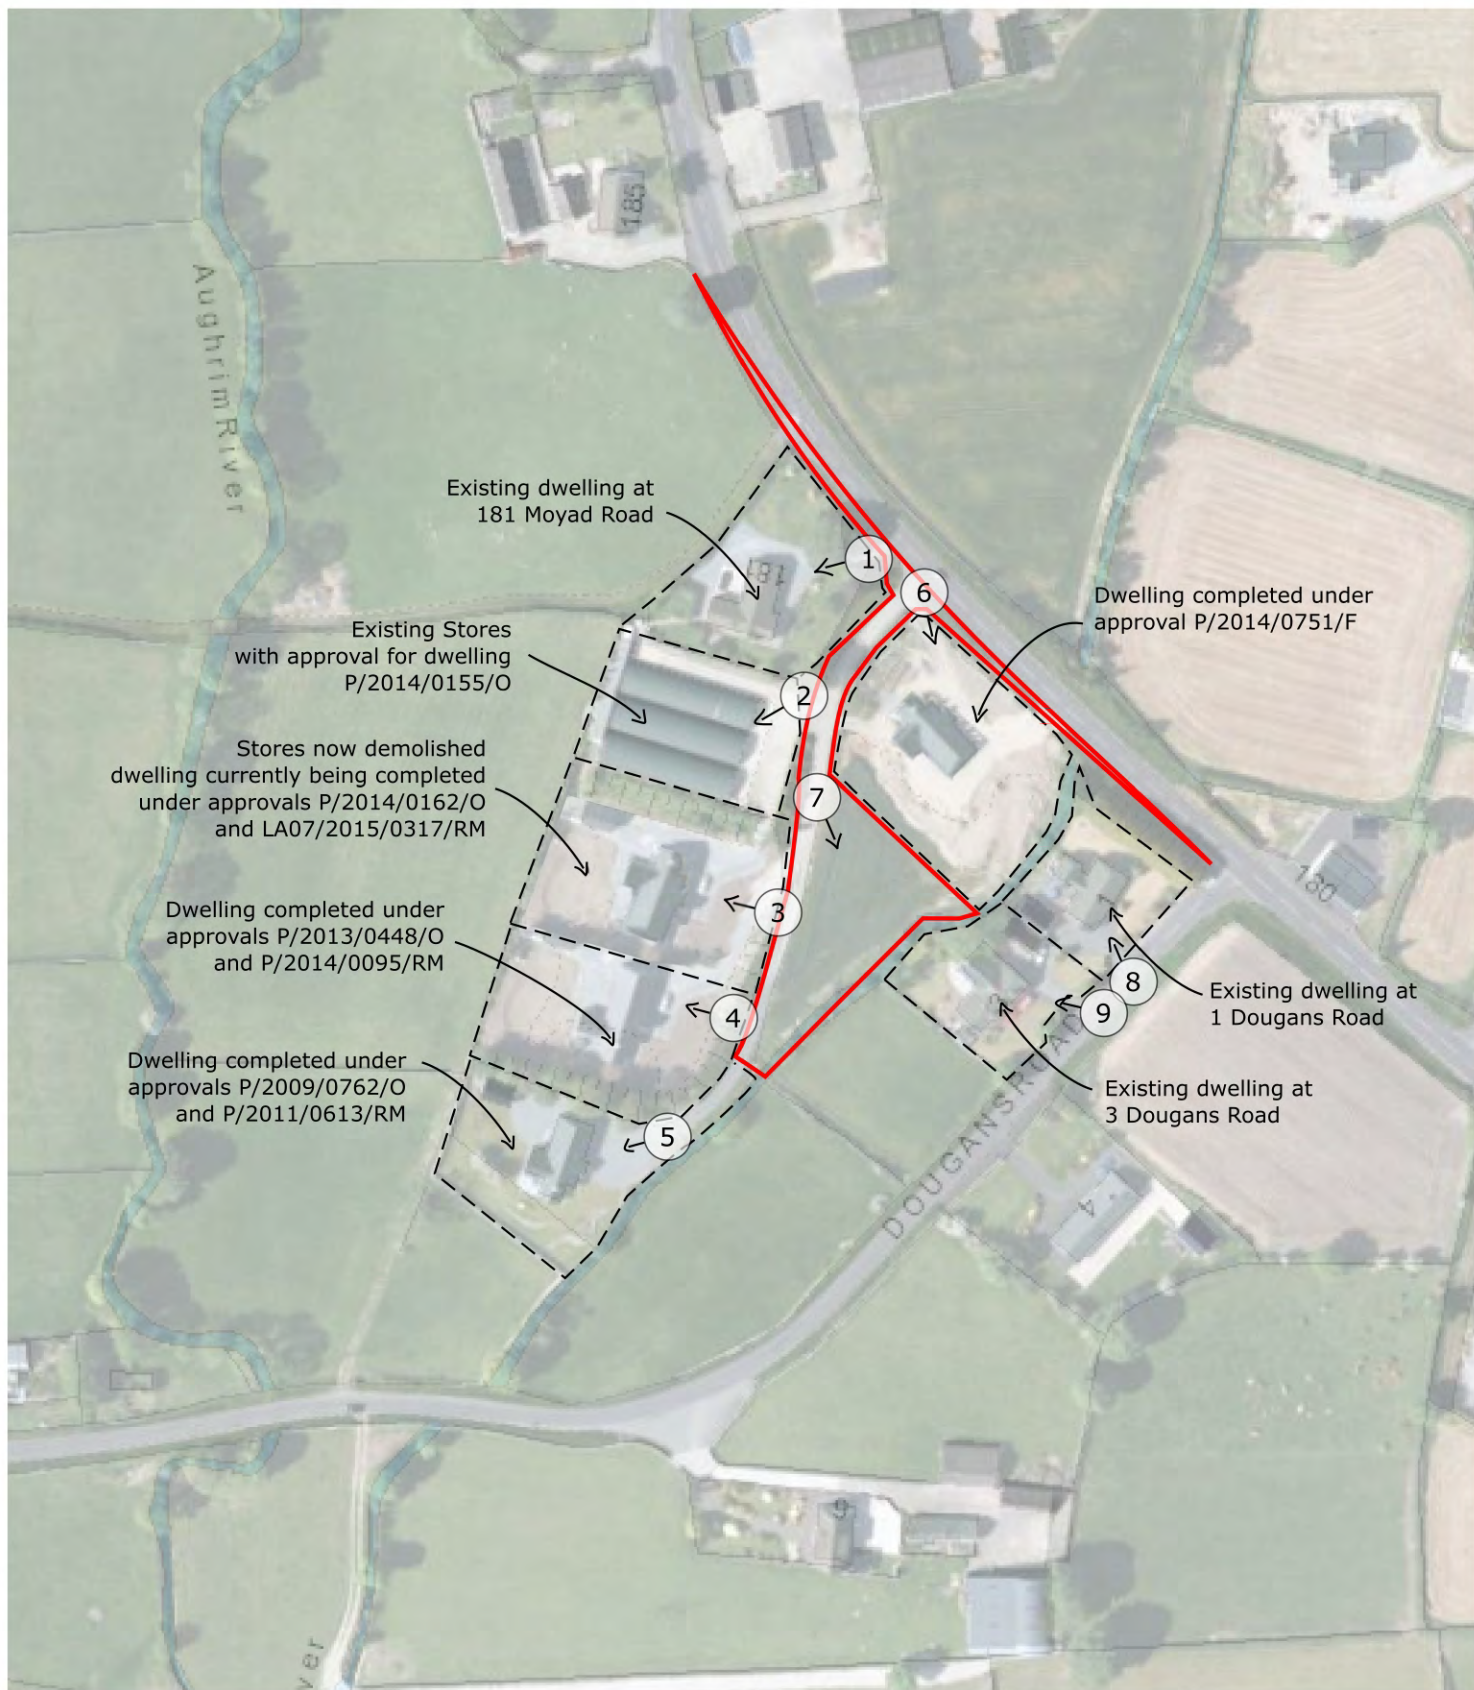 185
Aughrim River
Existing dwelling at
181 Moyad Road
181
1
6
Dwelling completed under
approval P/2014/0751/F
Existing Stores
with approval for dwelling
P/2014/0155/O
2
Stores now demolished
dwelling currently being completed
under approvals P/2014/0162/O
and LA07/2015/0317/RM
7
180
1
Dwelling completed under
approvals P/2013/0448/O
and P/2014/0095/RM
3
8
Existing dwelling at
1 Dougans Road
3
9
4
Dwelling completed under
approvals P/2009/0762/O
and P/2011/0613/RM
Existing dwelling at
3 Dougans Road
5
DOUGANS ROAD
4
9